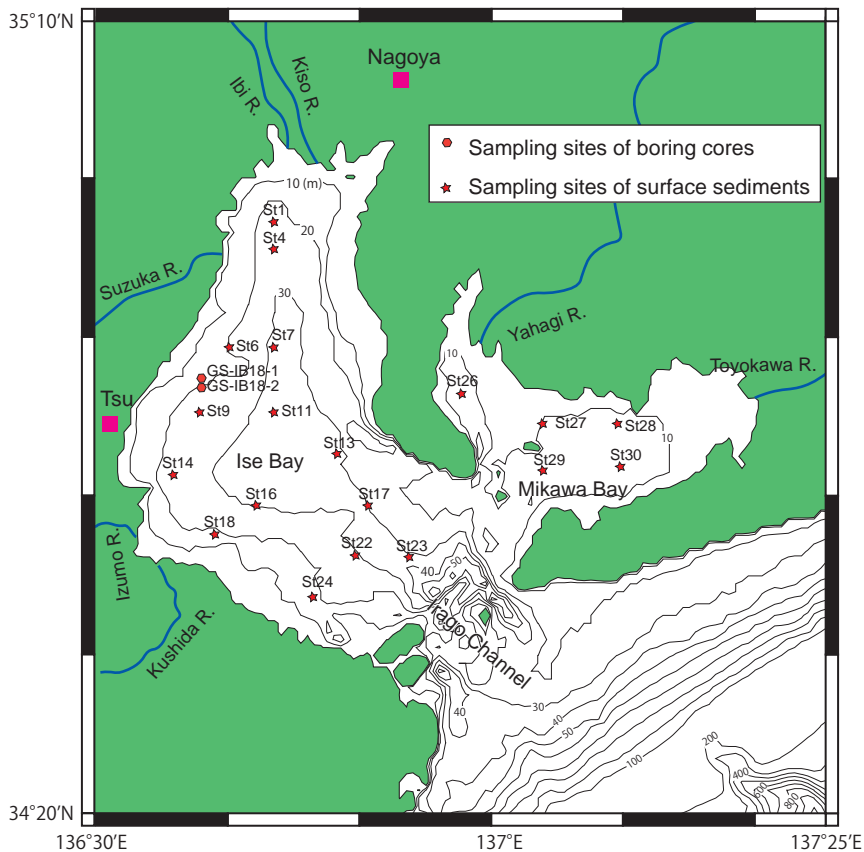 35°10′N
Nagoya
Kiso R.
Ibi R.
Sampling sites of boring cores
Sampling sites of surface sediments
10 (m)
St1
St4
20
Suzuka R.
30
St6
St7
Yahagi R.
10
Toyokawa R.
GS-IB18-1
GS-IB18-2
St26
Tsu
St9
St11
St27
St28
St13
10
Ise Bay
St14
St29
St30
Mikawa Bay
St16
St17
St18
St22
St23
Izumo R.
50
40
St24
Irago Channel
Kushida R.
30
40
40
50
100
200
400
600
800
34°20′N
136°30′E
137°E
137°25′E